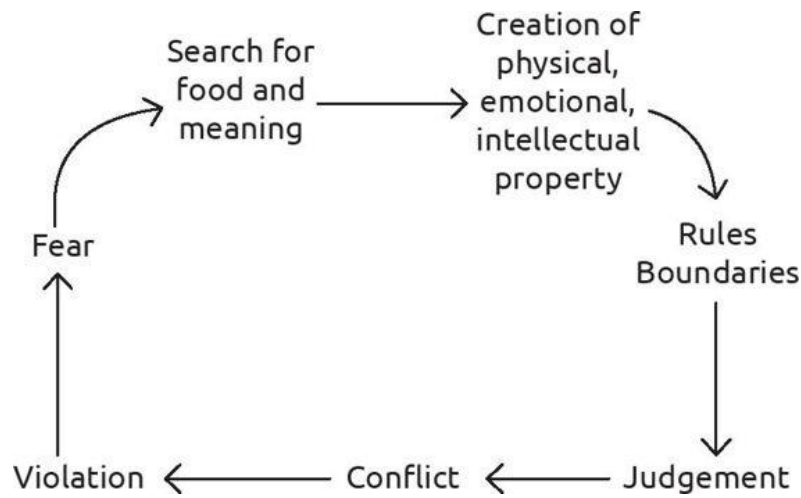 Search for
food and
meaning
Creation of
physical,
emotional,
intellectual
property
Rules
Boundaries
Judgement
Conflict
Violation
Fear